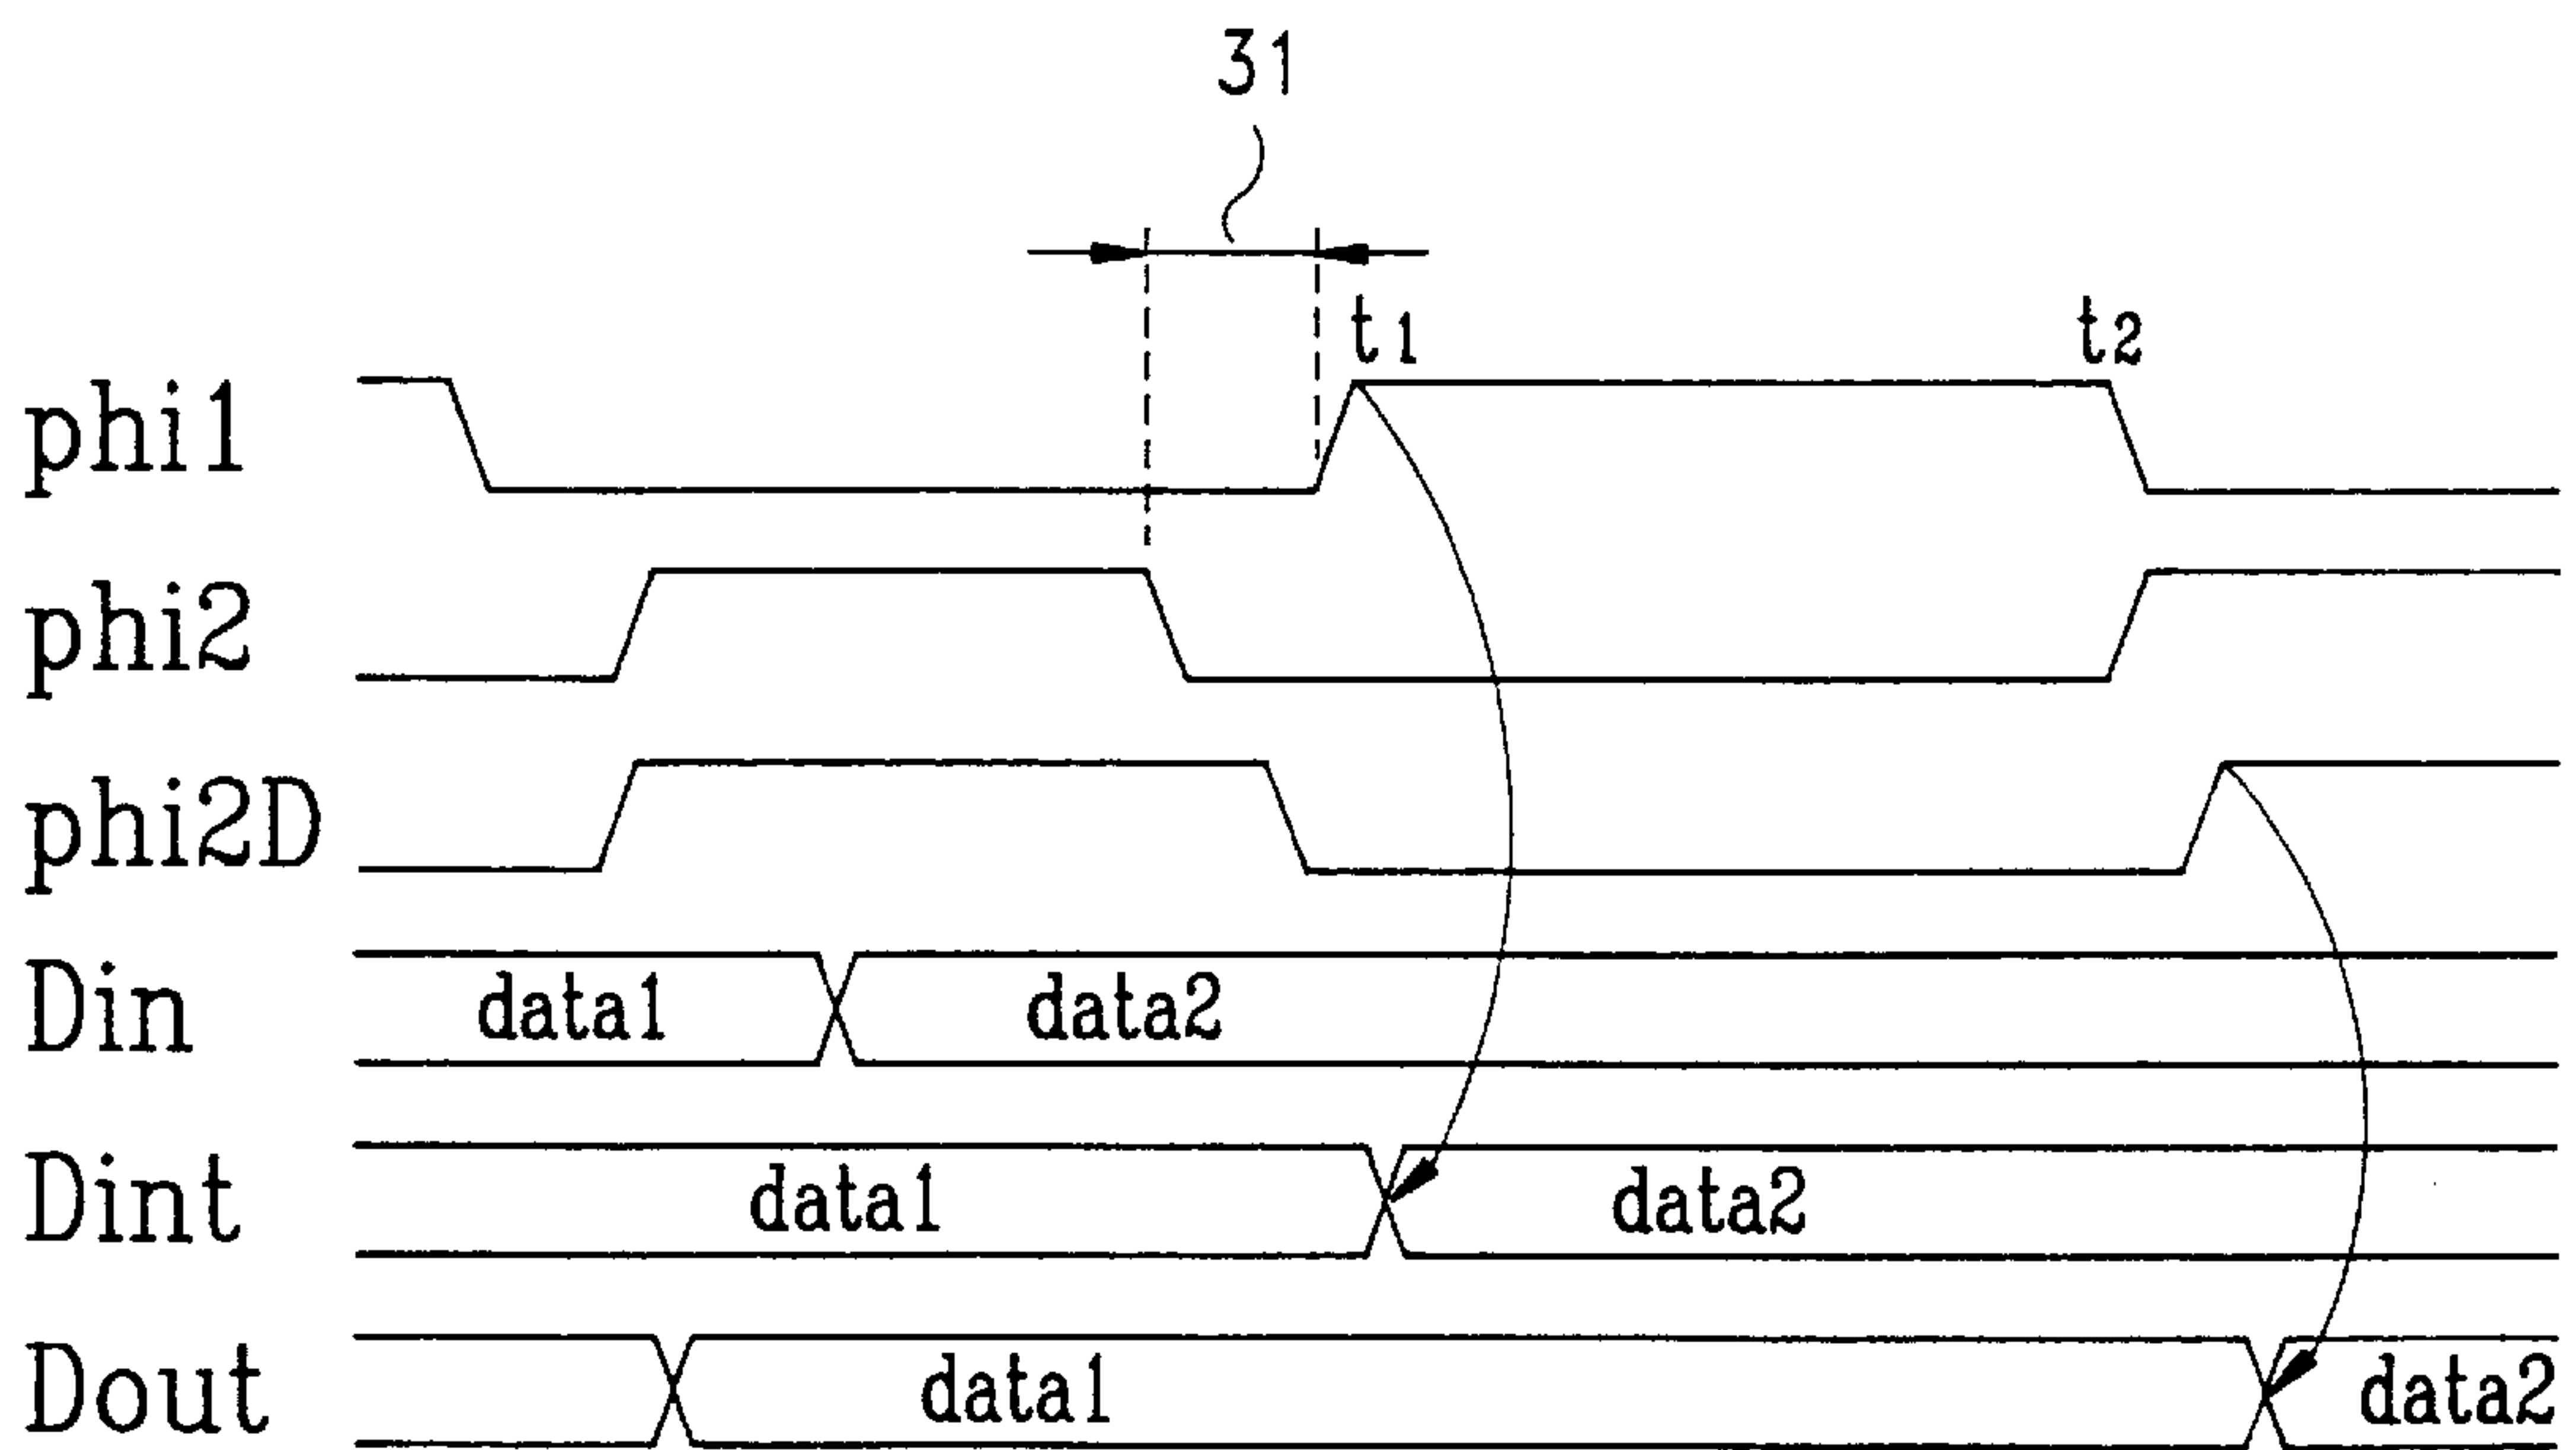 31
t1 t2
phi1
phi2
phi2D
Din data1 data2
Dint data1 data2
Dout data1 data2